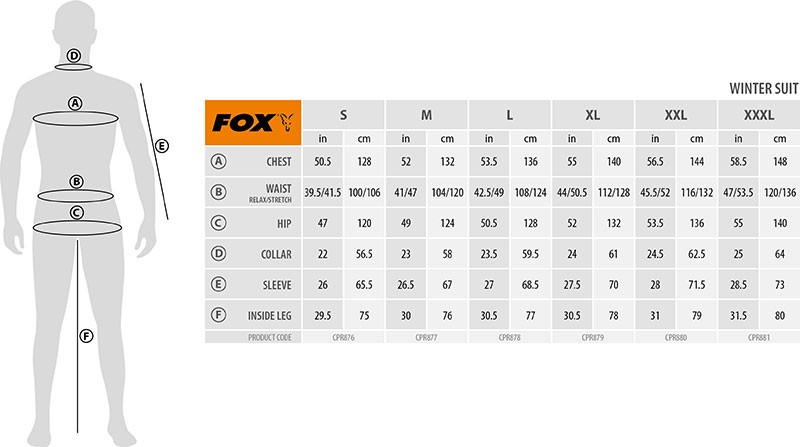 WINTER SUIT
FOX S M L XL XXL XXXL
in cm in cm in cm in cm in cm in cm
A CHEST 50.5 128 52 132 53.5 136 55 140 56.5 144 58.5 148
B WAIST 39.5/41.5 100/106 41/47 104/120 42.5/49 108/124 44/50.5 112/128 45.5/52 116/132 47/53.5 120/136
RELAX/STRETCH
C HIP 47 120 49 124 50.5 128 52 132 53.5 136 55 140
D COLLAR 22 56.5 23 58 23.5 59.5 24 61 24.5 62.5 25 64
E SLEEVE 26 65.5 26.5 67 27 68.5 27.5 70 28 71.5 28.5 73
F INSIDE LEG 29.5 75 30 76 30.5 77 30.5 78 31 79 31.5 80
PRODUCT CODE CPR876 CPR877 CPR878 CPR879 CPR880 CPR881
D
A
E
B
C
F